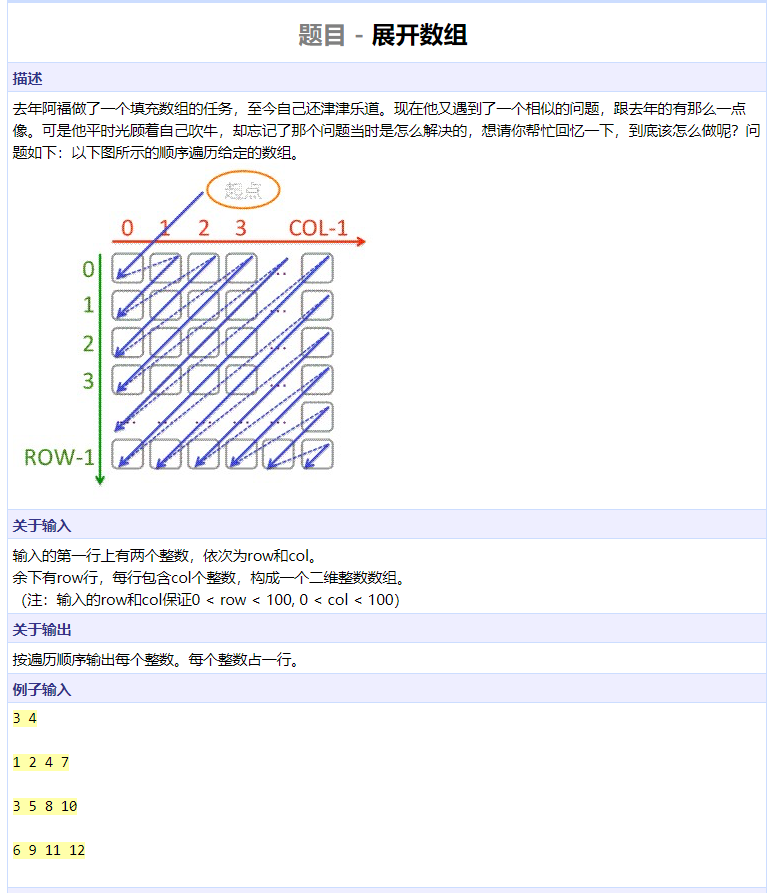 题目 - 展开数组
描述
去年阿福做了一个填充数组的任务，至今自己还津津乐道。现在他又遇到了一个相似的问题，跟去年的有那么一点
像。可是他平时光顾着自己吹牛，却忘记了那个问题当时是怎么解决的，想请你帮忙回忆一下，到底该怎么做呢？问
题如下：以下图所示的顺序遍历给定的数组。
起点
0 1 2 3 COL-1
0
...
1
...
2
...
3
...
... ... ... ... ...
ROW-1
关于输入
输入的第一行上有两个整数，依次为row和col。
余下有row行，每行包含col个整数，构成一个二维整数数组。
（注：输入的row和col保证0 < row < 100, 0 < col < 100）
关于输出
按遍历顺序输出每个整数。每个整数占一行。
例子输入
3 4
1 2 4 7
3 5 8 10
6 9 11 12